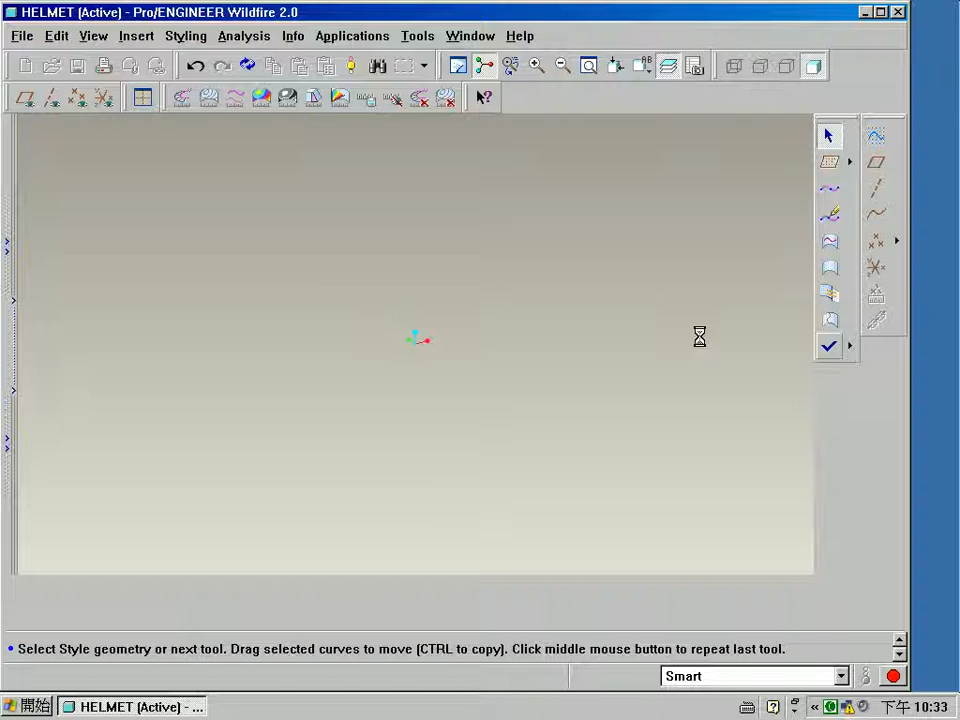 HELMET (Active) - Pro/ENGINEER Wildfire 2.0
File Edit View Insert Styling Analysis Info Applications Tools Window Help
Select Style geometry or next tool. Drag selected curves to move (CTRL to copy). Click middle mouse button to repeat last tool.
Smart
開始 HELMET (Active) - ... 下午 10:33